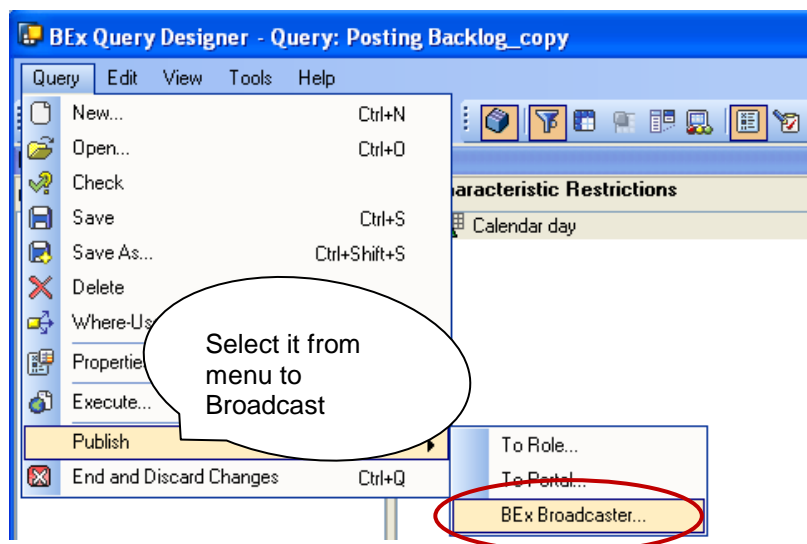 BEx Query Designer - Query: Posting Backlog_copy
Query Edit View Tools Help
New... Ctrl+N
Open... Ctrl+O
Check
Save Ctrl+S
Save As... Ctrl+Shift+S
Delete
Where-Us
Propertie
Execute...
Publish
End and Discard Changes Ctrl+Q
aracteristic Restrictions
Calendar day
Select it from
menu to
Broadcast
To Role...
To Portal...
BEx Broadcaster...